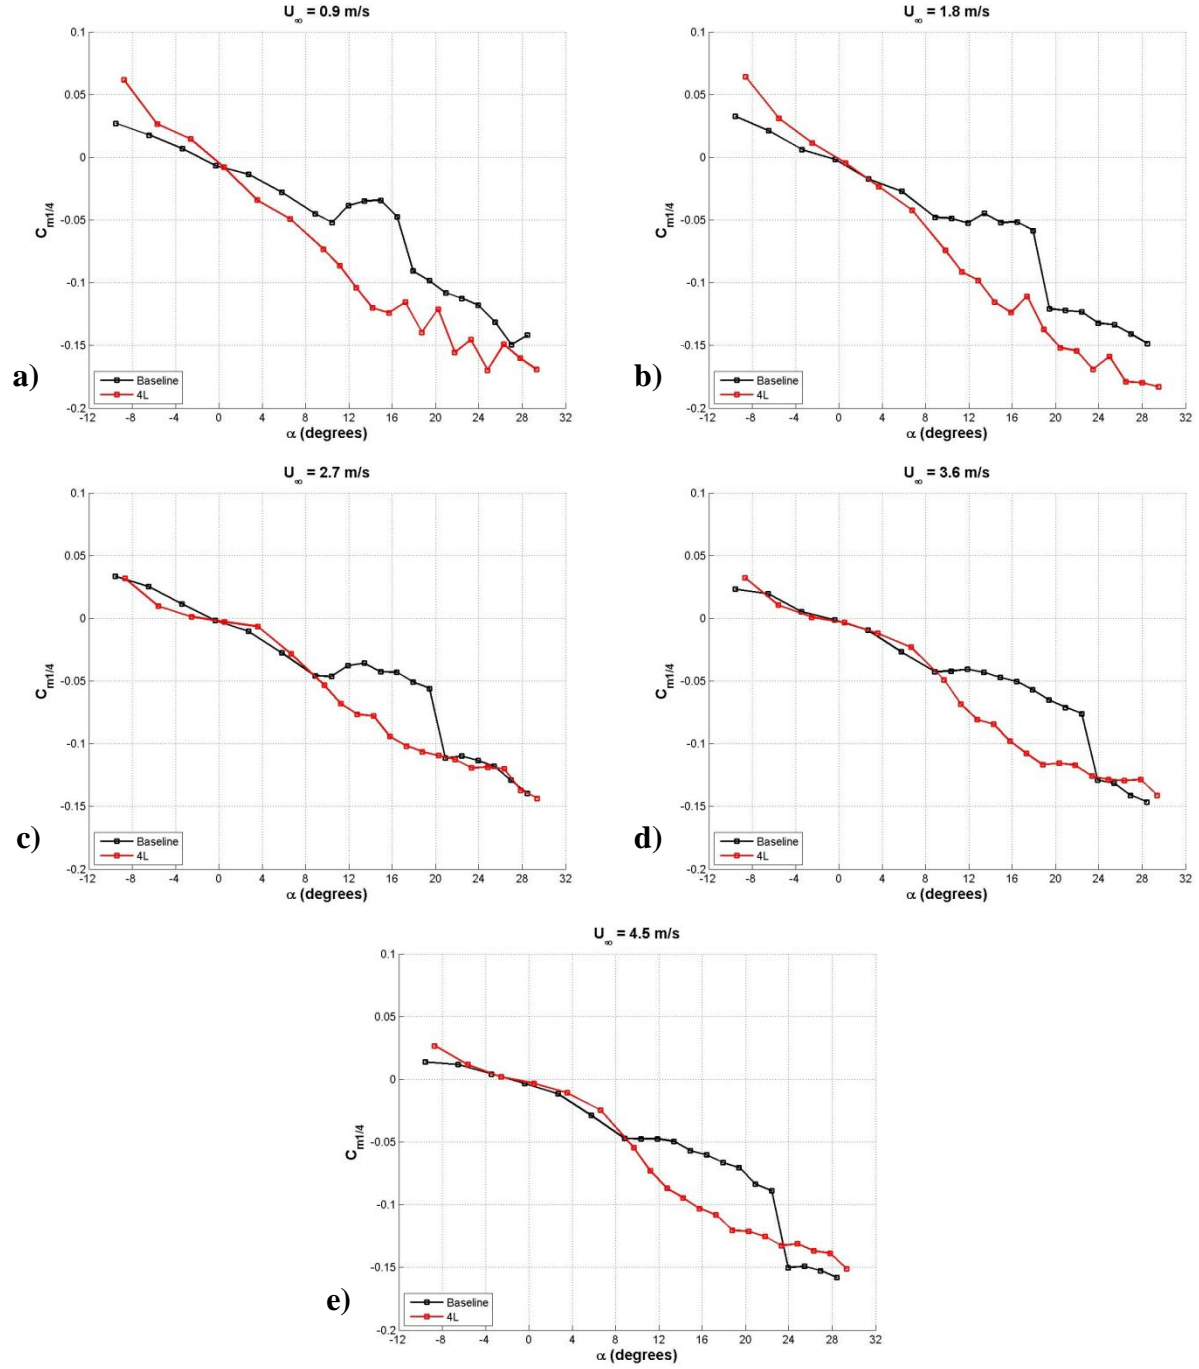 U∞ = 0.9 m/s
0.1
0.05
0
-0.05
-0.1
-0.15
-0.2
Cm1/4
-12 -8 -4 0 4 8 12 16 20 24 28 32
α (degrees)
Baseline
4L
a)
U∞ = 1.8 m/s
0.1
0.05
0
-0.05
-0.1
-0.15
-0.2
Cm1/4
-12 -8 -4 0 4 8 12 16 20 24 28 32
α (degrees)
Baseline
4L
b)
U∞ = 2.7 m/s
0.1
0.05
0
-0.05
-0.1
-0.15
-0.2
Cm1/4
-12 -8 -4 0 4 8 12 16 20 24 28 32
α (degrees)
Baseline
4L
c)
U∞ = 3.6 m/s
0.1
0.05
0
-0.05
-0.1
-0.15
-0.2
Cm1/4
-12 -8 -4 0 4 8 12 16 20 24 28 32
α (degrees)
Baseline
4L
d)
U∞ = 4.5 m/s
0.1
0.05
0
-0.05
-0.1
-0.15
-0.2
Cm1/4
-12 -8 -4 0 4 8 12 16 20 24 28 32
α (degrees)
Baseline
4L
e)